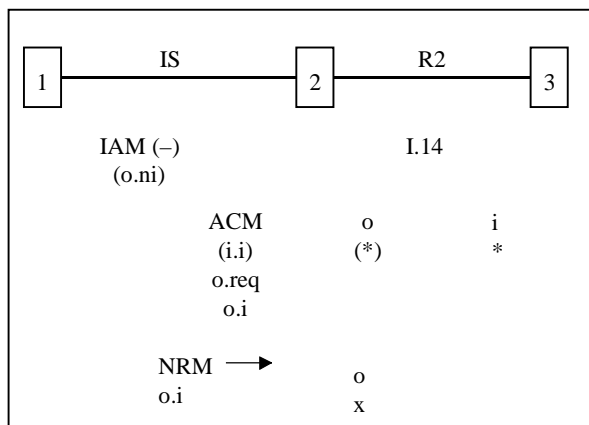 IS R2
1 2 3
IAM (–) I.14
(o.ni)
ACM o i
(i.i) (*) *
o.req
o.i
NRM
o
o.i
x